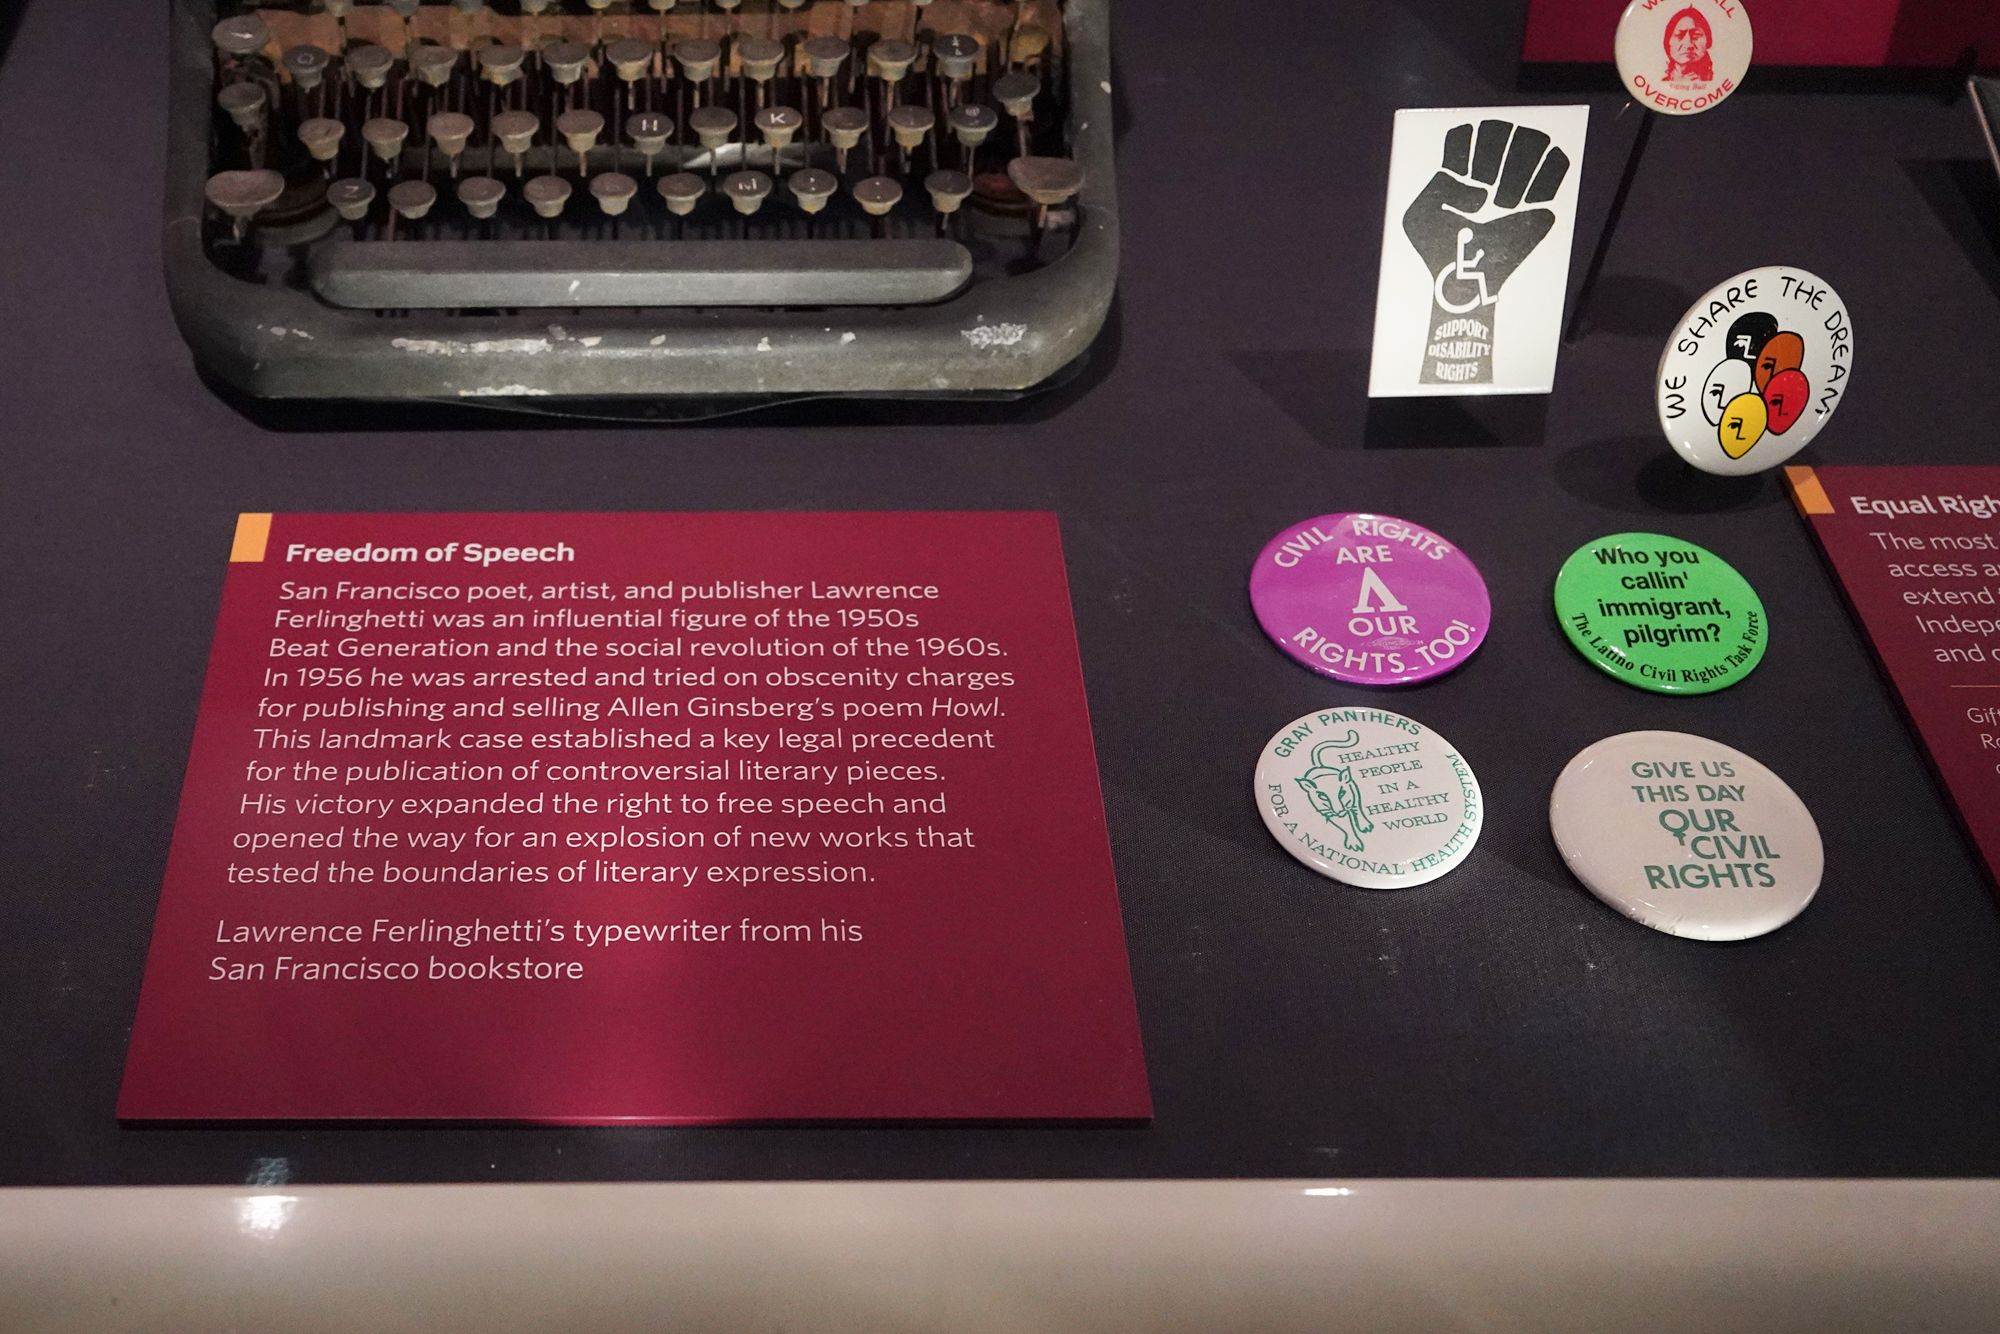 H
K
Z
M
Freedom of Speech
San Francisco poet, artist, and publisher Lawrence
Ferlinghetti was an influential figure of the 1950s
Beat Generation and the social revolution of the 1960s.
In 1956 he was arrested and tried on obscenity charges
for publishing and selling Allen Ginsberg's poem Howl.
This landmark case established a key legal precedent
for the publication of controversial literary pieces.
His victory expanded the right to free speech and
opened the way for an explosion of new works that
tested the boundaries of literary expression.
Lawrence Ferlinghetti's typewriter from his
San Francisco bookstore
OVERCOME
SUPPORT
DISABILITY
RIGHTS
WE SHARE THE DREAM
CIVIL RIGHTS
ARE
OUR
RIGHTS TOO!
Who you
callin'
immigrant,
pilgrim?
The Latino Civil Rights Task Force
GRAY PANTHERS
HEALTHY
PEOPLE
IN A
HEALTHY
WORLD
FOR A NATIONAL HEALTH SYSTEM
GIVE US
THIS DAY
OUR
CIVIL
RIGHTS
Equal Righ
The most
access a
extend
Indepe
and
Gif